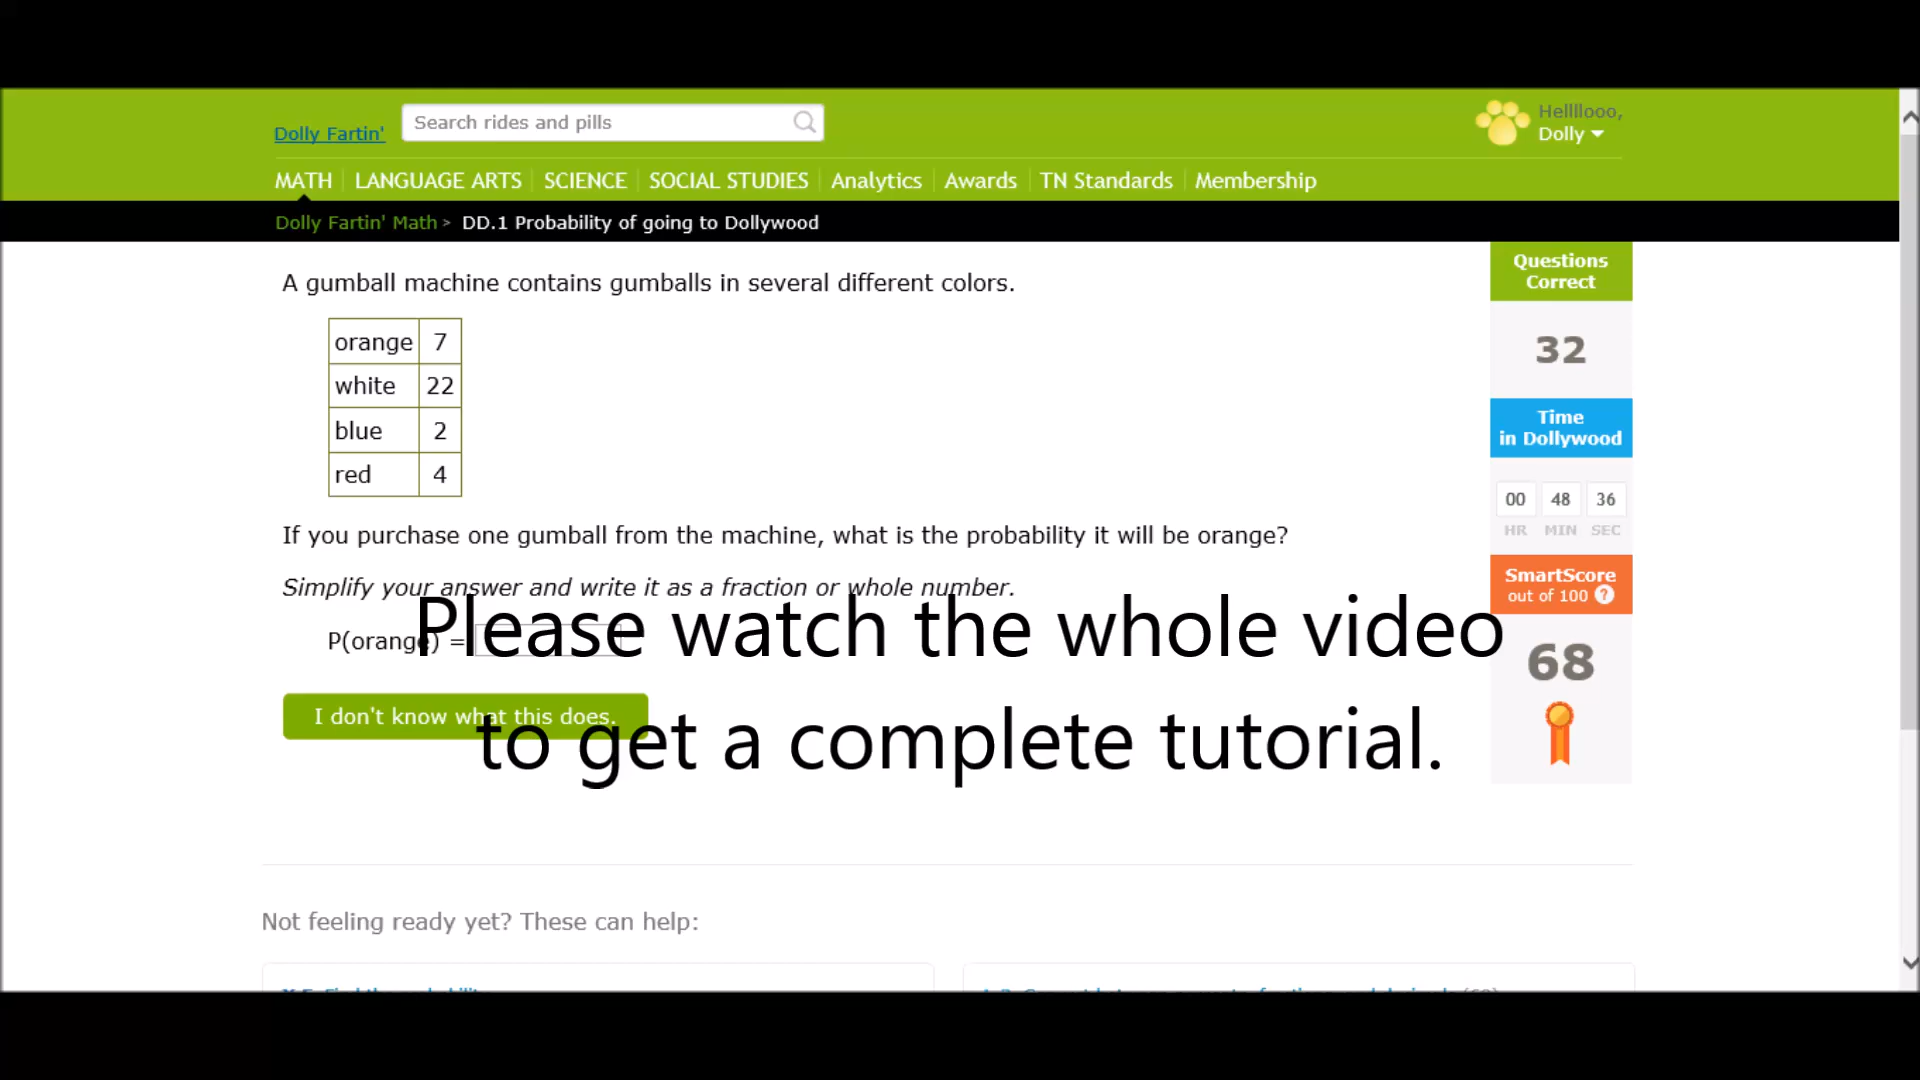 Dolly Fartin'
Search rides and pills
Hellllooo,
Dolly
MATH LANGUAGE ARTS SCIENCE SOCIAL STUDIES Analytics Awards TN Standards Membership
Dolly Fartin' Math > DD.1 Probability of going to Dollywood
A gumball machine contains gumballs in several different colors.
orange 7
white 22
blue 2
red 4
If you purchase one gumball from the machine, what is the probability it will be orange?
Simplify your answer and write it as a fraction or whole number.
P(orange) =
I don't know what this does.
Please watch the whole video
to get a complete tutorial.
Questions
Correct
32
Time
in Dollywood
00 48 36
HR MIN SEC
SmartScore
out of 100 ?
68
Not feeling ready yet? These can help: